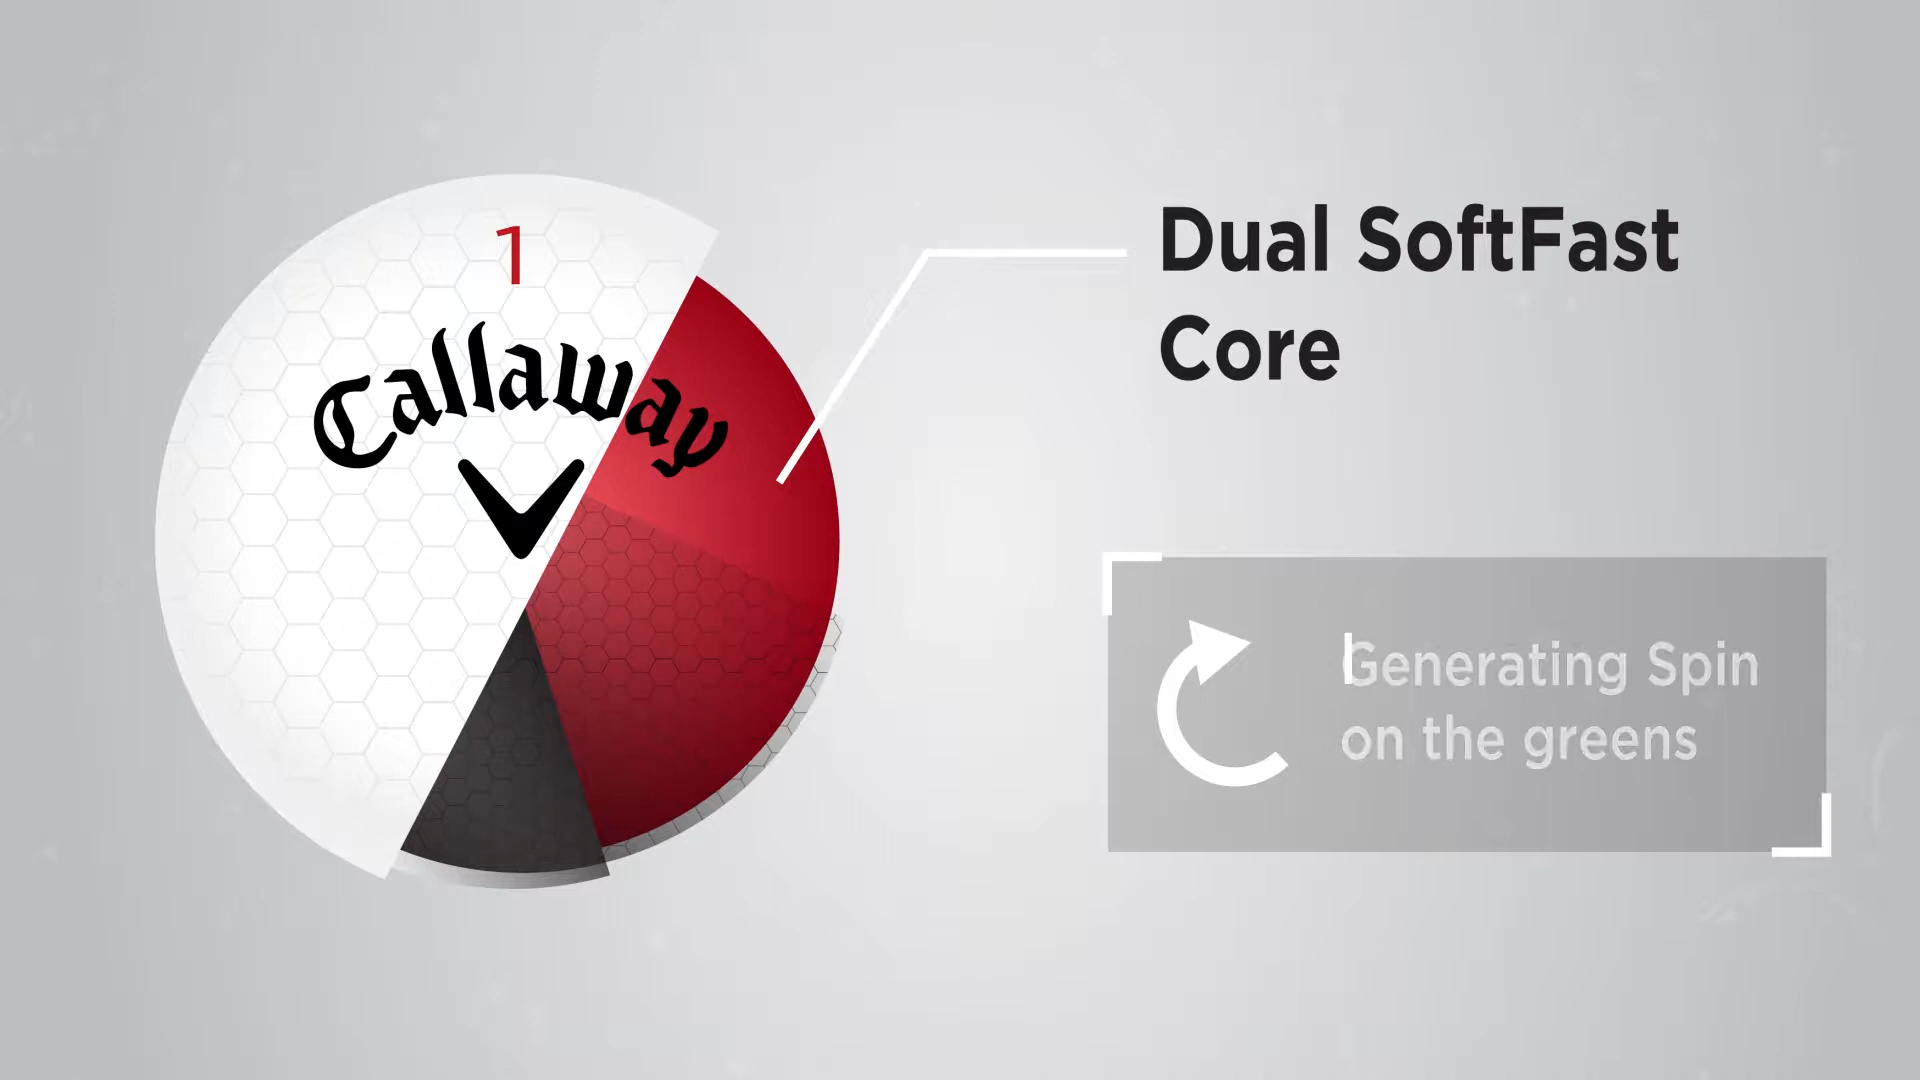 1
Callaway
Dual SoftFast
Core
Generating Spin
on the greens